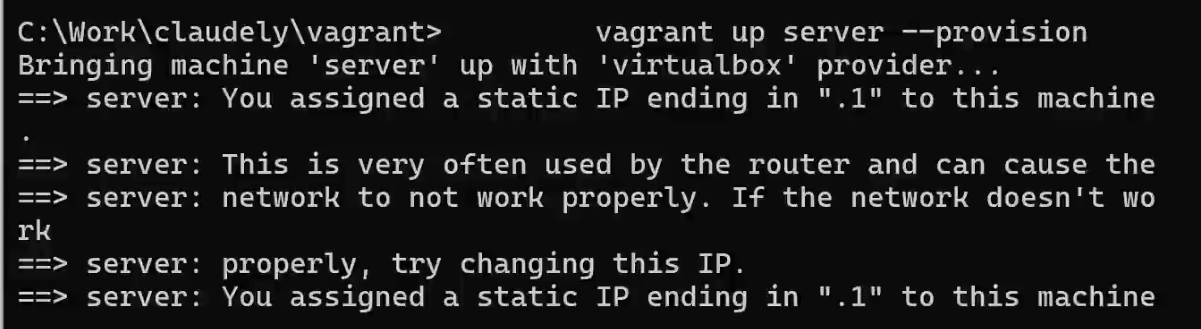 C:\Work\claudely\vagrant>         vagrant up server --provision
Bringing machine 'server' up with 'virtualbox' provider...
==> server: You assigned a static IP ending in ".1" to this machine
.
==> server: This is very often used by the router and can cause the
==> server: network to not work properly. If the network doesn't wo
rk
==> server: properly, try changing this IP.
==> server: You assigned a static IP ending in ".1" to this machine